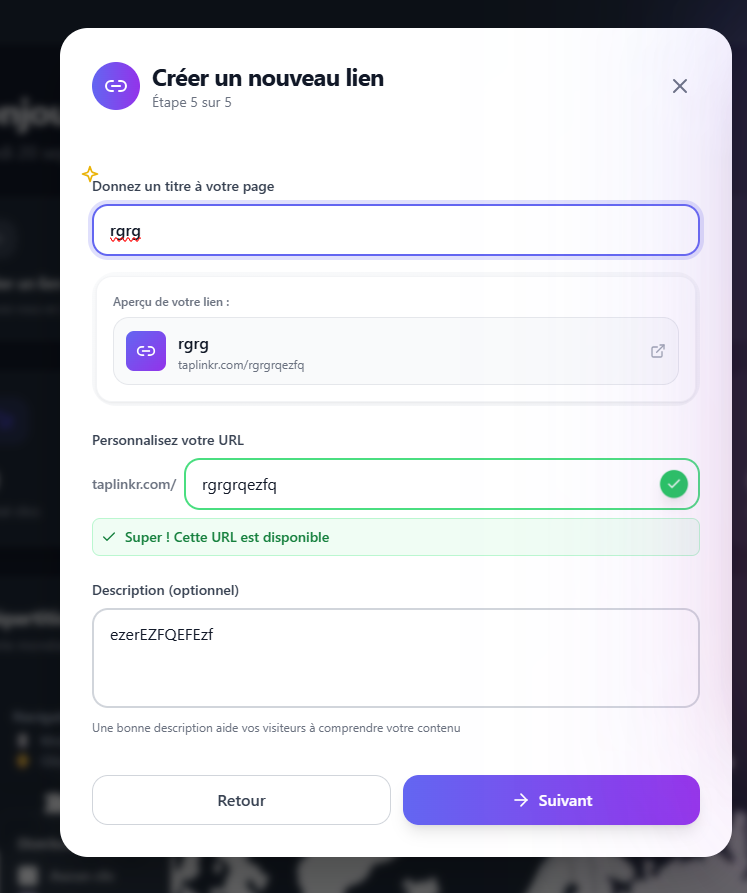 Créer un nouveau lien
Étape 5 sur 5
Donnez un titre à votre page
rgrg
Aperçu de votre lien :
rgrg
taplinkr.com/rgrgrqezfq
Personnalisez votre URL
taplinkr.com/ rgrgrqezfq
Super ! Cette URL est disponible
Description (optionnel)
ezerEZFQEFEzf
Une bonne description aide vos visiteurs à comprendre votre contenu
Retour
Suivant